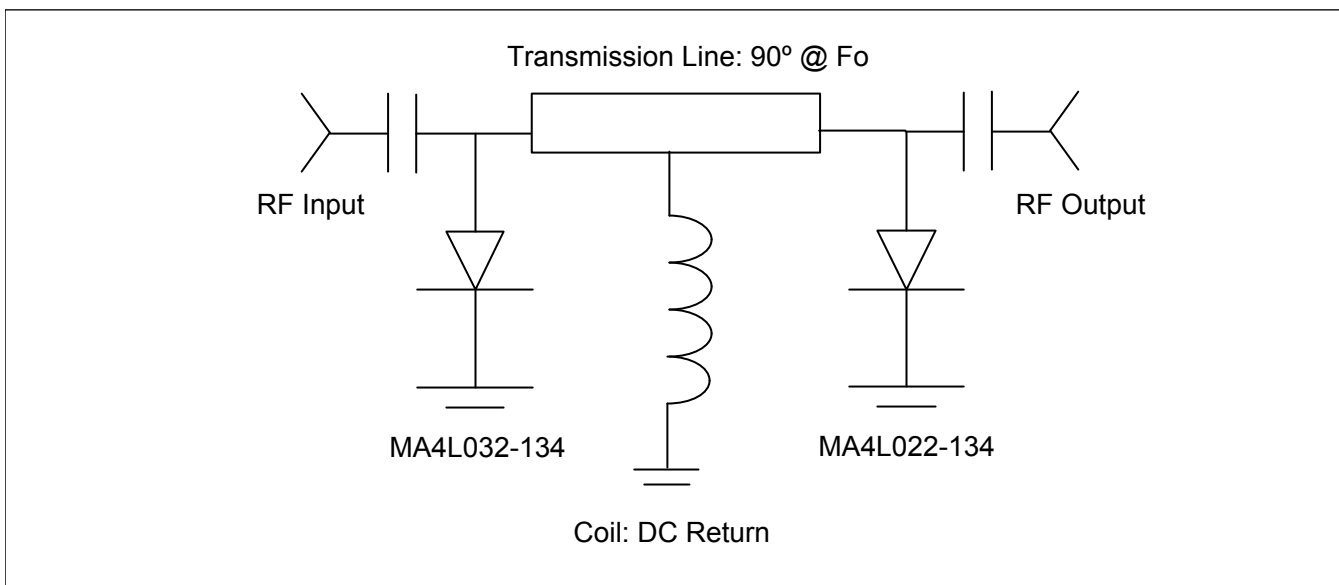 Transmission Line: 90º @ Fo
RF Input
RF Output
MA4L032-134
MA4L022-134
Coil: DC Return